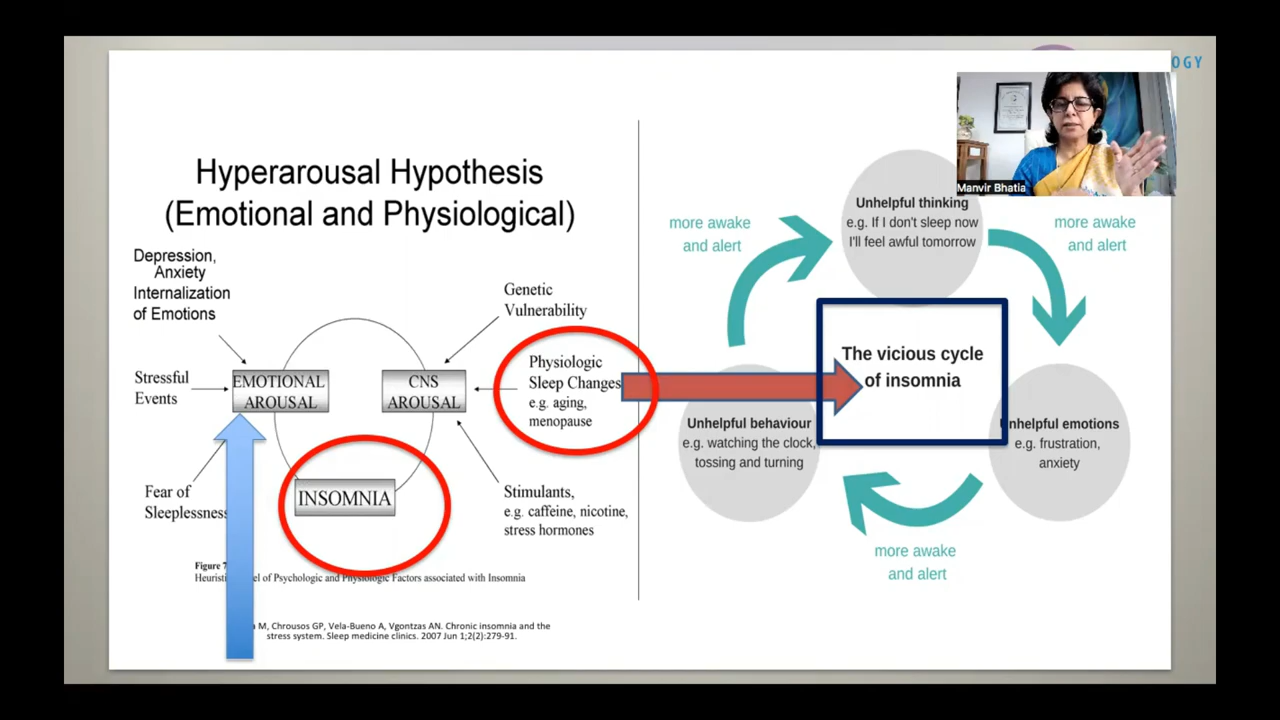 OGY
Manvir Bhatia
Hyperarousal Hypothesis
(Emotional and Physiological)
Depression,
Anxiety
Internalization
of Emotions
Stressful
Events
Fear of
Sleeplessness
EMOTIONAL
AROUSAL
CNS
AROUSAL
INSOMNIA
Genetic
Vulnerability
Physiologic
Sleep Changes
e.g. aging,
menopause
Stimulants,
e.g. caffeine, nicotine,
stress hormones
Figure 7
Heuristi el of Psychologic and Physiologic Factors associated with Insomnia
M, Chrousos GP, Vela-Bueno A, Vgontzas AN. Chronic insomnia and the
stress system. Sleep medicine clinics. 2007 Jun 1;2(2):279-91.
Unhelpful thinking
e.g. If I don't sleep now
I'll feel awful tomorrow
more awake
and alert
more awake
and alert
The vicious cycle
of insomnia
Unhelpful behaviour
e.g. watching the clock,
tossing and turning
nhelpful emotions
e.g. frustration,
anxiety
more awake
and alert